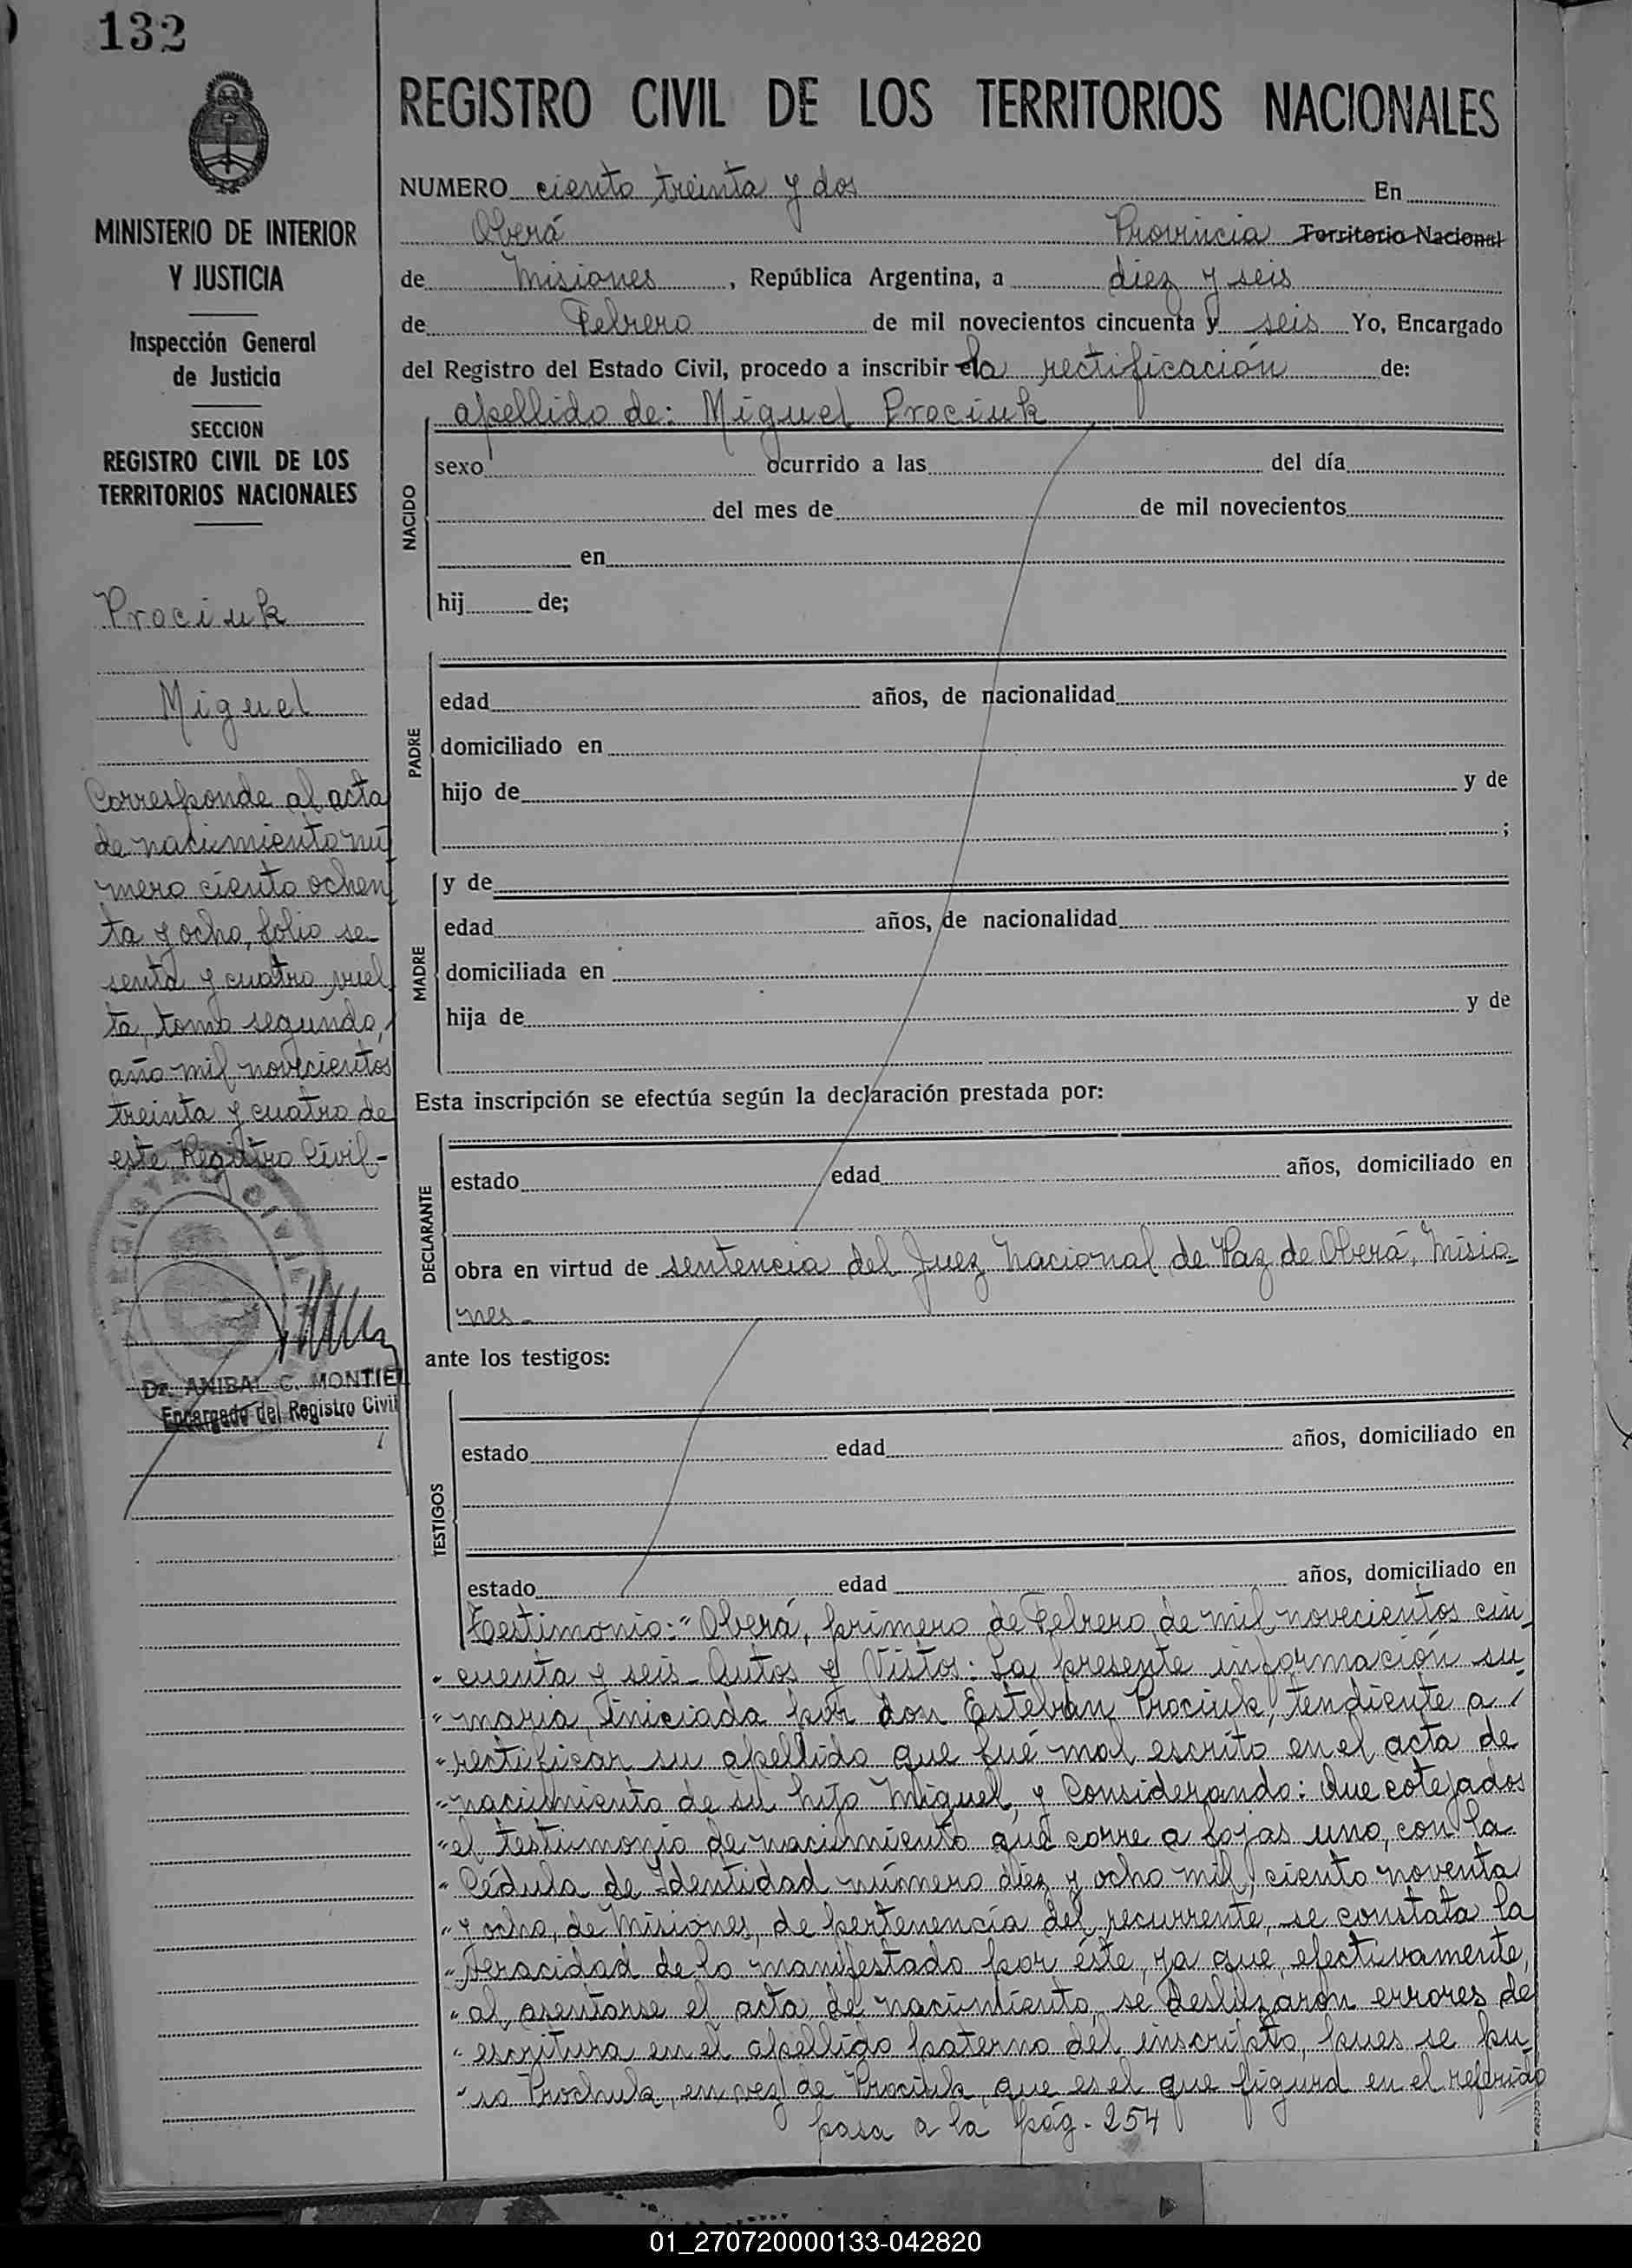 132
MINISTERIO DE INTERIOR
Y JUSTICIA
Inspección General
de Justicia
SECCION
REGISTRO CIVIL DE LOS
TERRITORIOS NACIONALES
Prociuk
Miguel
Corresponde al acta
de nacimiento nú
mero ciento ochen
ta y ocho, folio se-
senta y cuatro vuel
ta, tomo segundo,
año mil novecientos
treinta y cuatro de
este Registro Civil-
REGISTRO CIVIL
Dr. ANIBAL C. MONTIEL
Encargado del Registro Civil
REGISTRO CIVIL DE LOS TERRITORIOS NACIONALES
NUMERO ciento treinta y dos En
Oberá Provincia Territorio Nacional
de Misiones, República Argentina, a diez y seis
de Febrero de mil novecientos cincuenta y seis Yo, Encargado
del Registro del Estado Civil, procedo a inscribir la rectificación de:
apellido de: Miguel Prociuk
NACIDO
sexo ocurrido a las del día
del mes de de mil novecientos
en
hij de;
PADRE
edad años, de nacionalidad
domiciliado en
hijo de y de
;
MADRE
y de
edad años, de nacionalidad
domiciliada en
hija de y de
Esta inscripción se efectúa según la declaración prestada por:
DECLARANTE
estado edad años, domiciliado en
obra en virtud de sentencia del Juez Nacional de Paz de Oberá, Misio-
nes-
ante los testigos:
TESTIGOS
estado edad años, domiciliado en
estado edad años, domiciliado en
Testimonio: "Oberá, primero de Febrero de mil novecientos cin-
"cuenta y seis- Autos y Vistos: La presente información su-
"maria, iniciada por don Esteban Prociuk, tendiente a
"rectificar su apellido que fué mal escrito en el acta de
"nacimiento de su hijo Miguel, y Considerando: Que cotejados
"el testimonio de nacimiento que corre a fojas uno, con la
"Cédula de Identidad número diez y ocho mil ciento noventa
"y ocho, de Misiones, de pertenencia del recurrente, se constata la
"veracidad de lo manifestado por éste, ya que, efectivamente,
"al asentarse el acta de nacimiento, se deslizaron errores de
"escritura en el apellido paterno del inscripto, pues se pu-
"so Prochuk, en vez de Prociuk, que es el que figura en el referido
pasa a la pág. 254
01_270720000133-042820